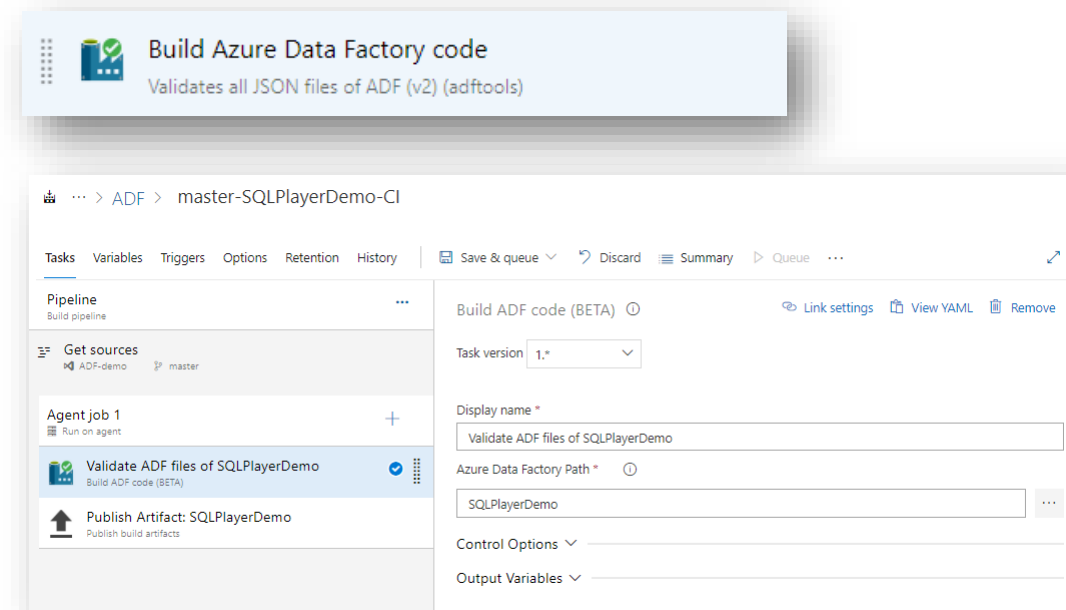 Build Azure Data Factory code
Validates all JSON files of ADF (v2) (adftools)
··· > ADF > master-SQLPlayerDemo-CI
Tasks Variables Triggers Options Retention History Save & queue Discard Summary Queue ···
Pipeline ···
Build pipeline
Build ADF code (BETA) Link settings View YAML Remove
Get sources
ADF-demo master
Task version 1.*
Agent job 1
Run on agent
Display name *
Validate ADF files of SQLPlayerDemo
Validate ADF files of SQLPlayerDemo
Build ADF code (BETA)
Azure Data Factory Path *
SQLPlayerDemo ···
Publish Artifact: SQLPlayerDemo
Publish build artifacts
Control Options
Output Variables